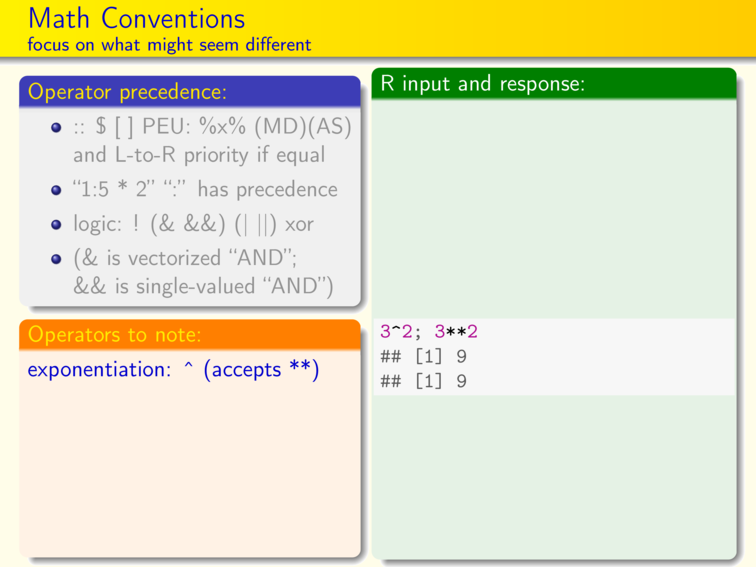 Math Conventions
focus on what might seem different
Operator precedence:
:: $ [ ] PEU: %x% (MD)(AS)
and L-to-R priority if equal
“1:5 * 2” “:” has precedence
logic: ! (& &&) (| ||) xor
(& is vectorized “AND”;
&& is single-valued “AND”)
Operators to note:
exponentiation: ^ (accepts **)
R input and response:
3^2; 3**2
## [1] 9
## [1] 9